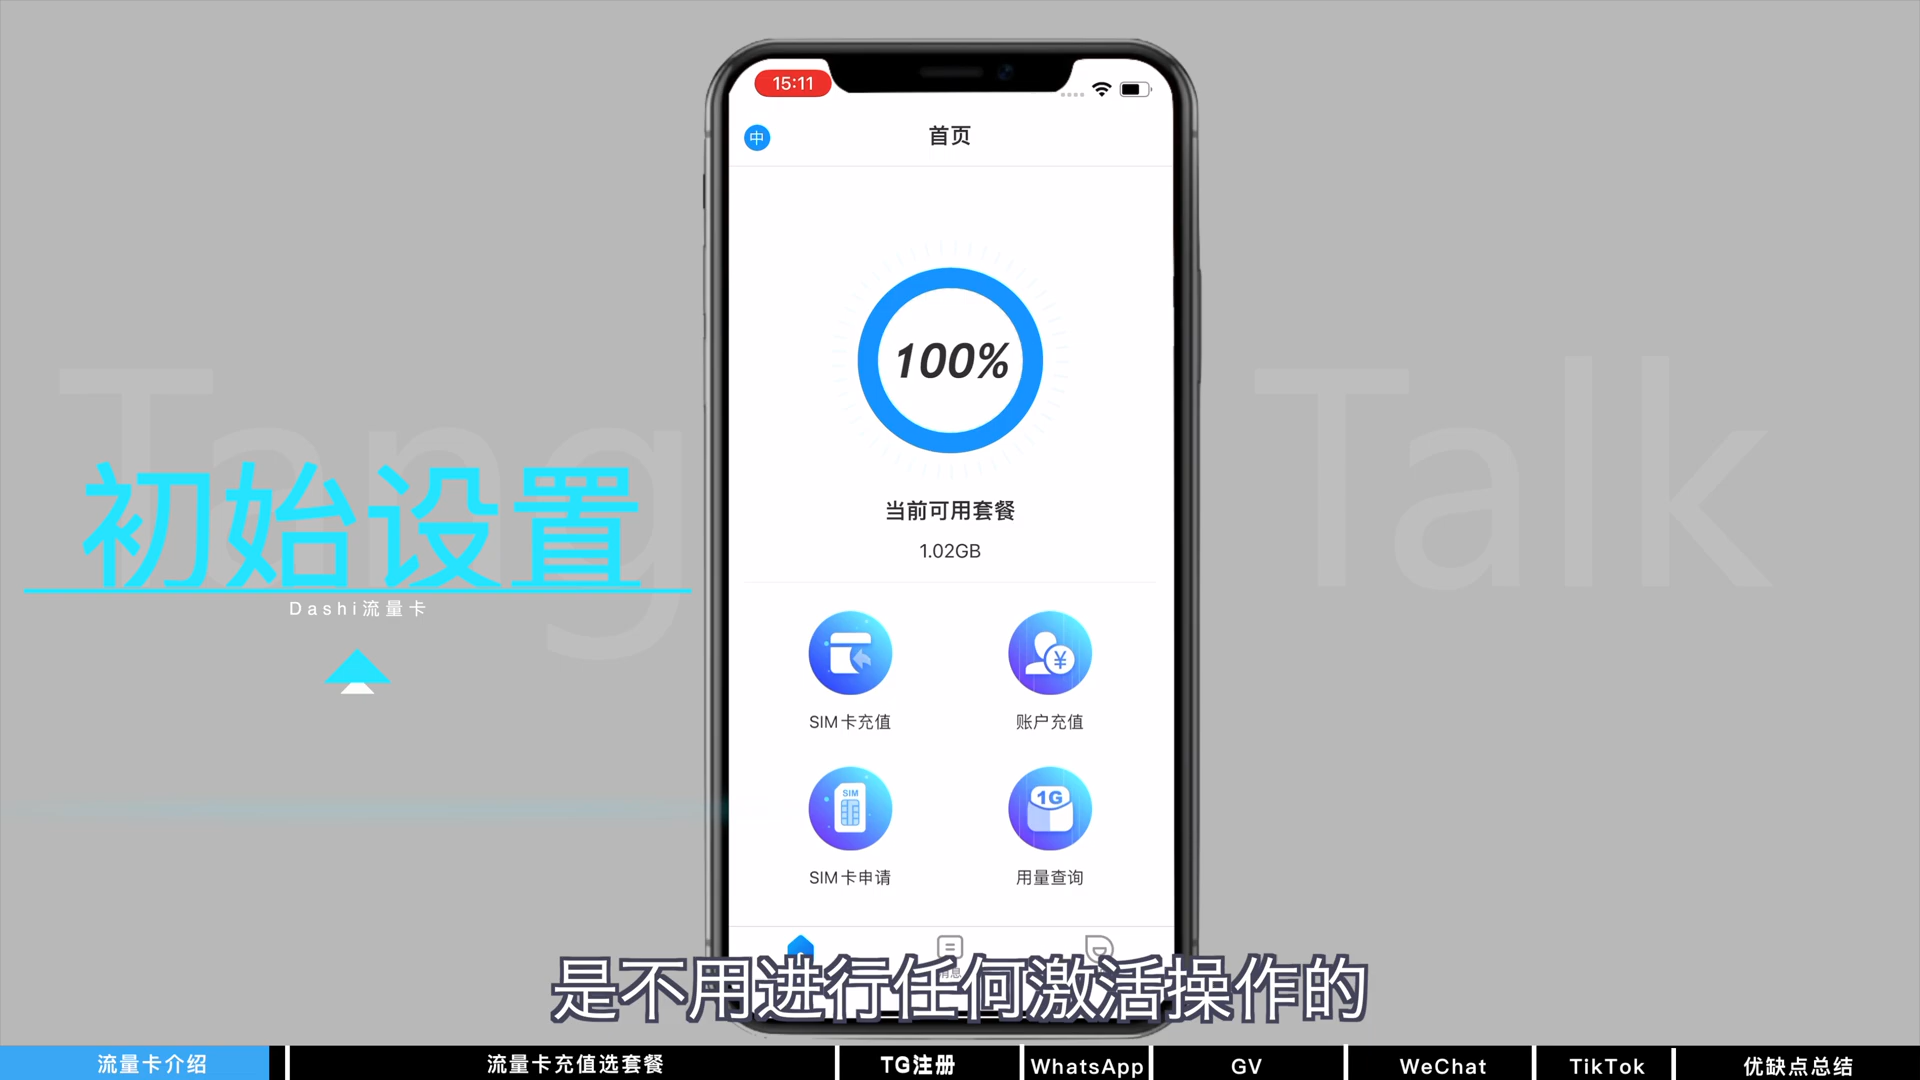 15:11
中
首页
Tang Talk
100%
初始设置
当前可用套餐
1.02GB
Dashi流量卡
¥
SIM卡充值
账户充值
SIM
1G
SIM卡申请
用量查询
消息
是不用进行任何激活操作的
流量卡介绍
流量卡充值选套餐
TG注册
WhatsApp
GV
WeChat
TikTok
优缺点总结